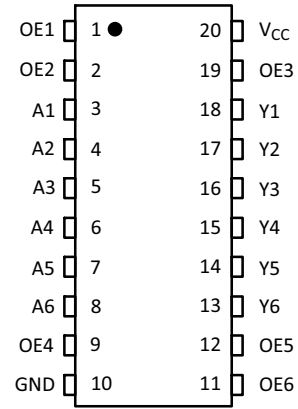 OE1 1 20 VCC
OE2 2 19 OE3
A1 3 18 Y1
A2 4 17 Y2
A3 5 16 Y3
A4 6 15 Y4
A5 7 14 Y5
A6 8 13 Y6
OE4 9 12 OE5
GND 10 11 OE6